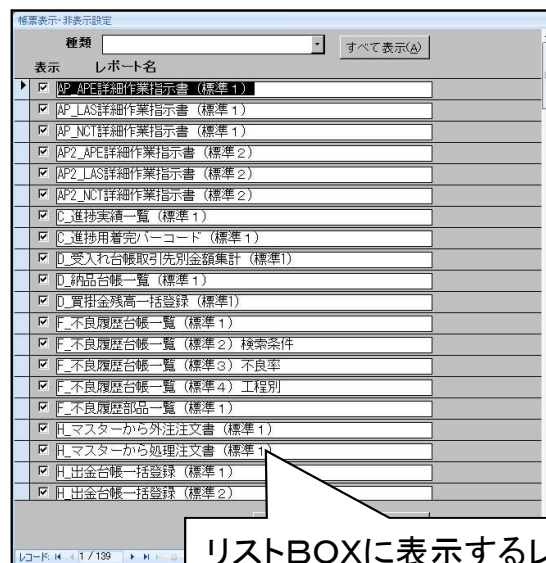 帳票表示・非表示設定
種類
すべて表示(A)
表示 レポート名
AP_APE詳細作業指示書（標準１）
AP_LAS詳細作業指示書（標準１）
AP_NCT詳細作業指示書（標準１）
AP2_APE詳細作業指示書（標準２）
AP2_LAS詳細作業指示書（標準２）
AP2_NCT詳細作業指示書（標準２）
C_進捗実績一覧（標準１）
C_進捗用着完バーコード（標準１）
D_受入れ台帳取引先別金額集計（標準1）
D_納品台帳一覧（標準１）
D_買掛金残高一括登録（標準1）
F_不良履歴台帳一覧（標準１）
F_不良履歴台帳一覧（標準２）検索条件
F_不良履歴台帳一覧（標準３）不良率
F_不良履歴台帳一覧（標準４）工程別
F_不良履歴部品一覧（標準１）
H_マスターから外注注文書（標準１）
H_マスターから処理注文書（標準１）
H_出金台帳一括登録（標準１）
H_出金台帳一括登録（標準２）
リストＢＯＸに表示するレ
レコード: 1 / 139